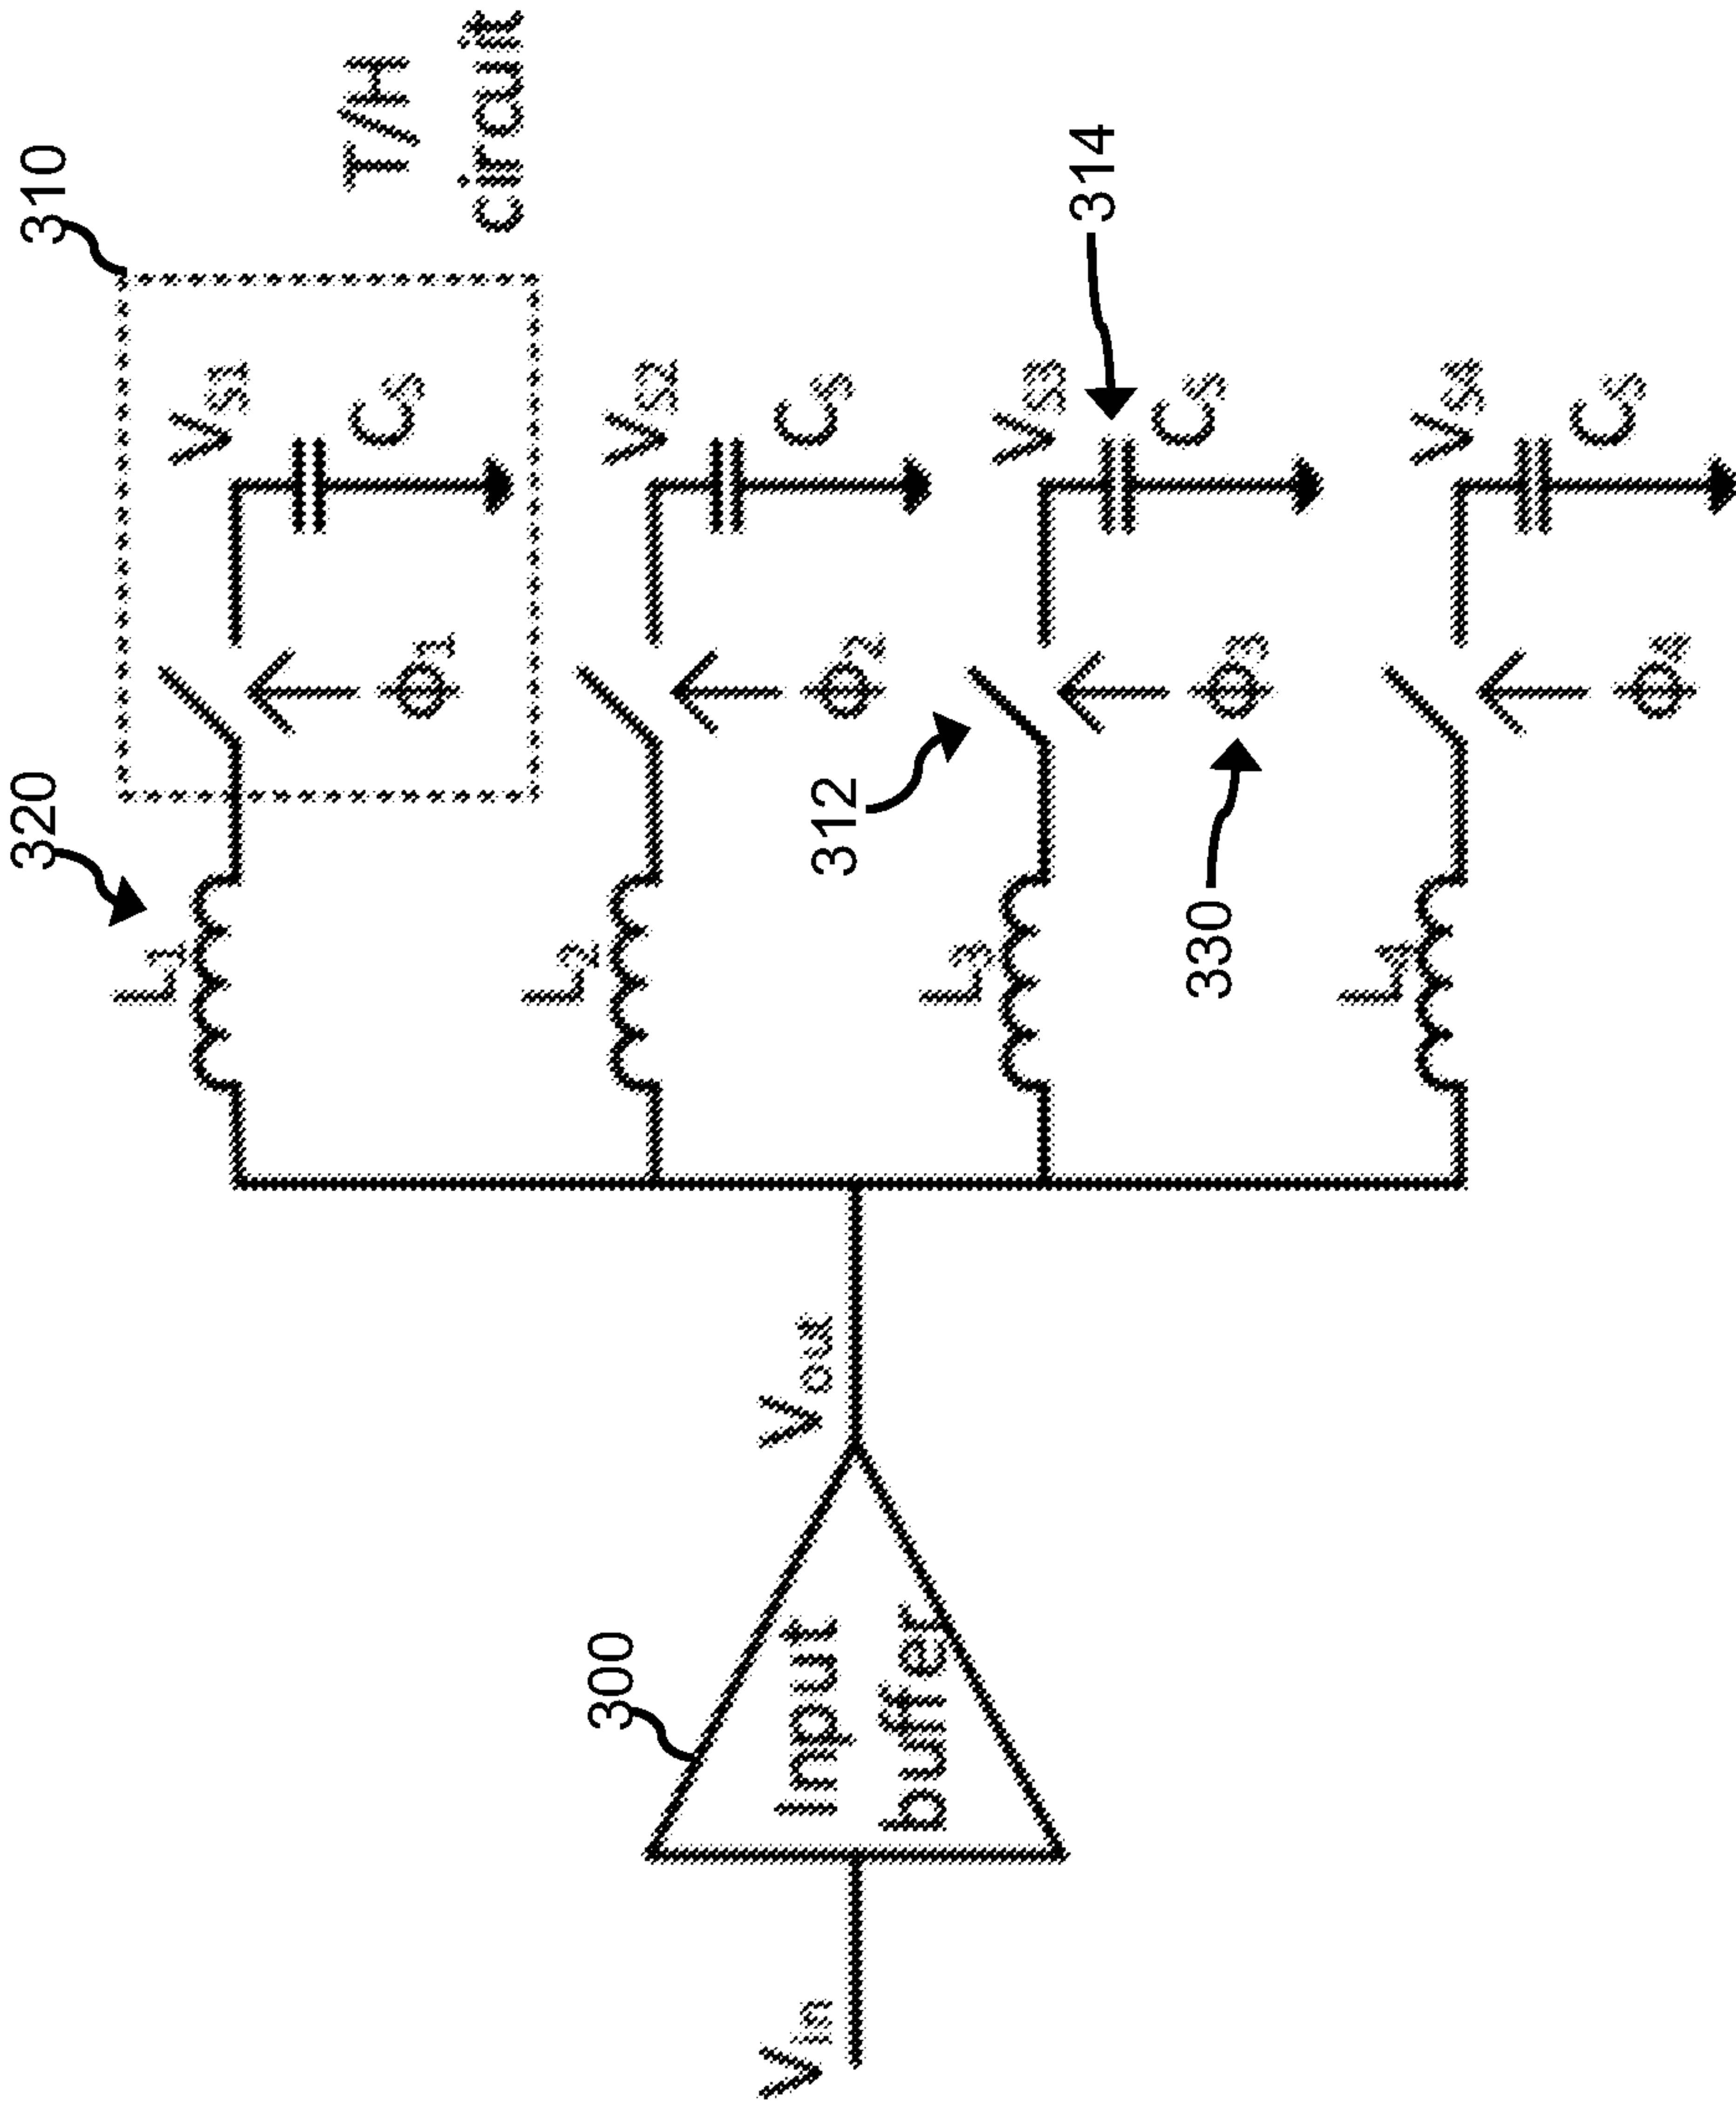 310
T/H
circuit
320
L1
VS1
CS
Φ1
L2
VS2
CS
Φ2
312
314
L3
VS3
CS
Φ3
330
L4
VS4
CS
Φ4
300
Input
buffer
Vin
Vout